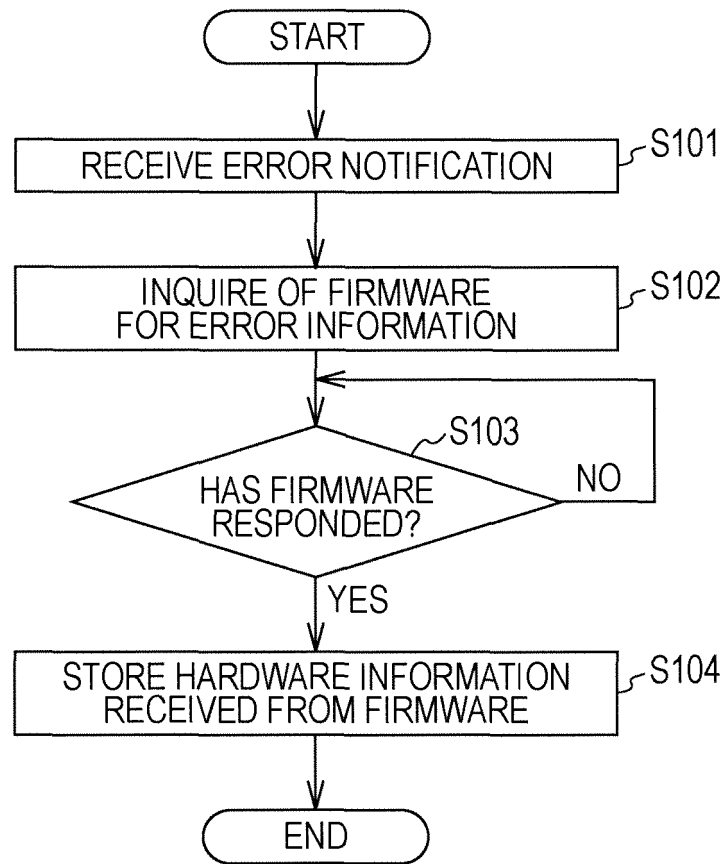 START
RECEIVE ERROR NOTIFICATION
S101
INQUIRE OF FIRMWARE
FOR ERROR INFORMATION
S102
S103
HAS FIRMWARE
RESPONDED?
NO
YES
STORE HARDWARE INFORMATION
RECEIVED FROM FIRMWARE
S104
END